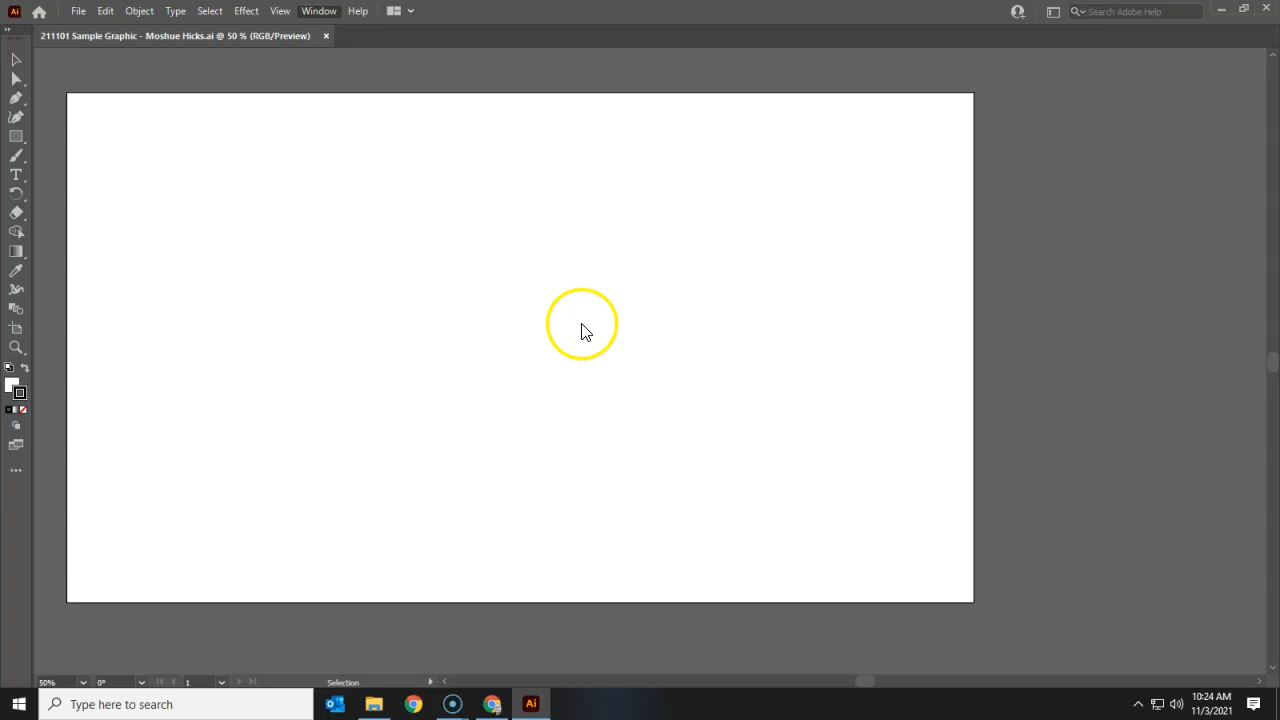 Ai File Edit Object Type Select Effect View Window Help Search Adobe Help
211101 Sample Graphic - Moshue Hicks.ai @ 50 % (RGB/Preview) ×
T
50% 0° 1 Selection
Type here to search Ai 10:24 AM
11/3/2021